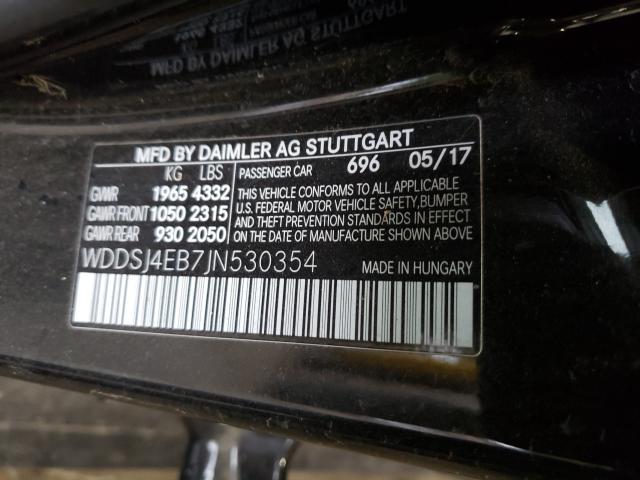 MFD BY DAIMLER AG STUTTGART
KG LBS
GVWR 1965 4332
GAWR FRONT 1050 2315
GAWR REAR 930 2050
PASSENGER CAR 696 05/17
THIS VEHICLE CONFORMS TO ALL APPLICABLE
U.S. FEDERAL MOTOR VEHICLE SAFETY,BUMPER
AND THEFT PREVENTION STANDARDS IN EFFECT
ON THE DATE OF MANUFACTURE SHOWN ABOVE
WDDSJ4EB7JN530354
MADE IN HUNGARY